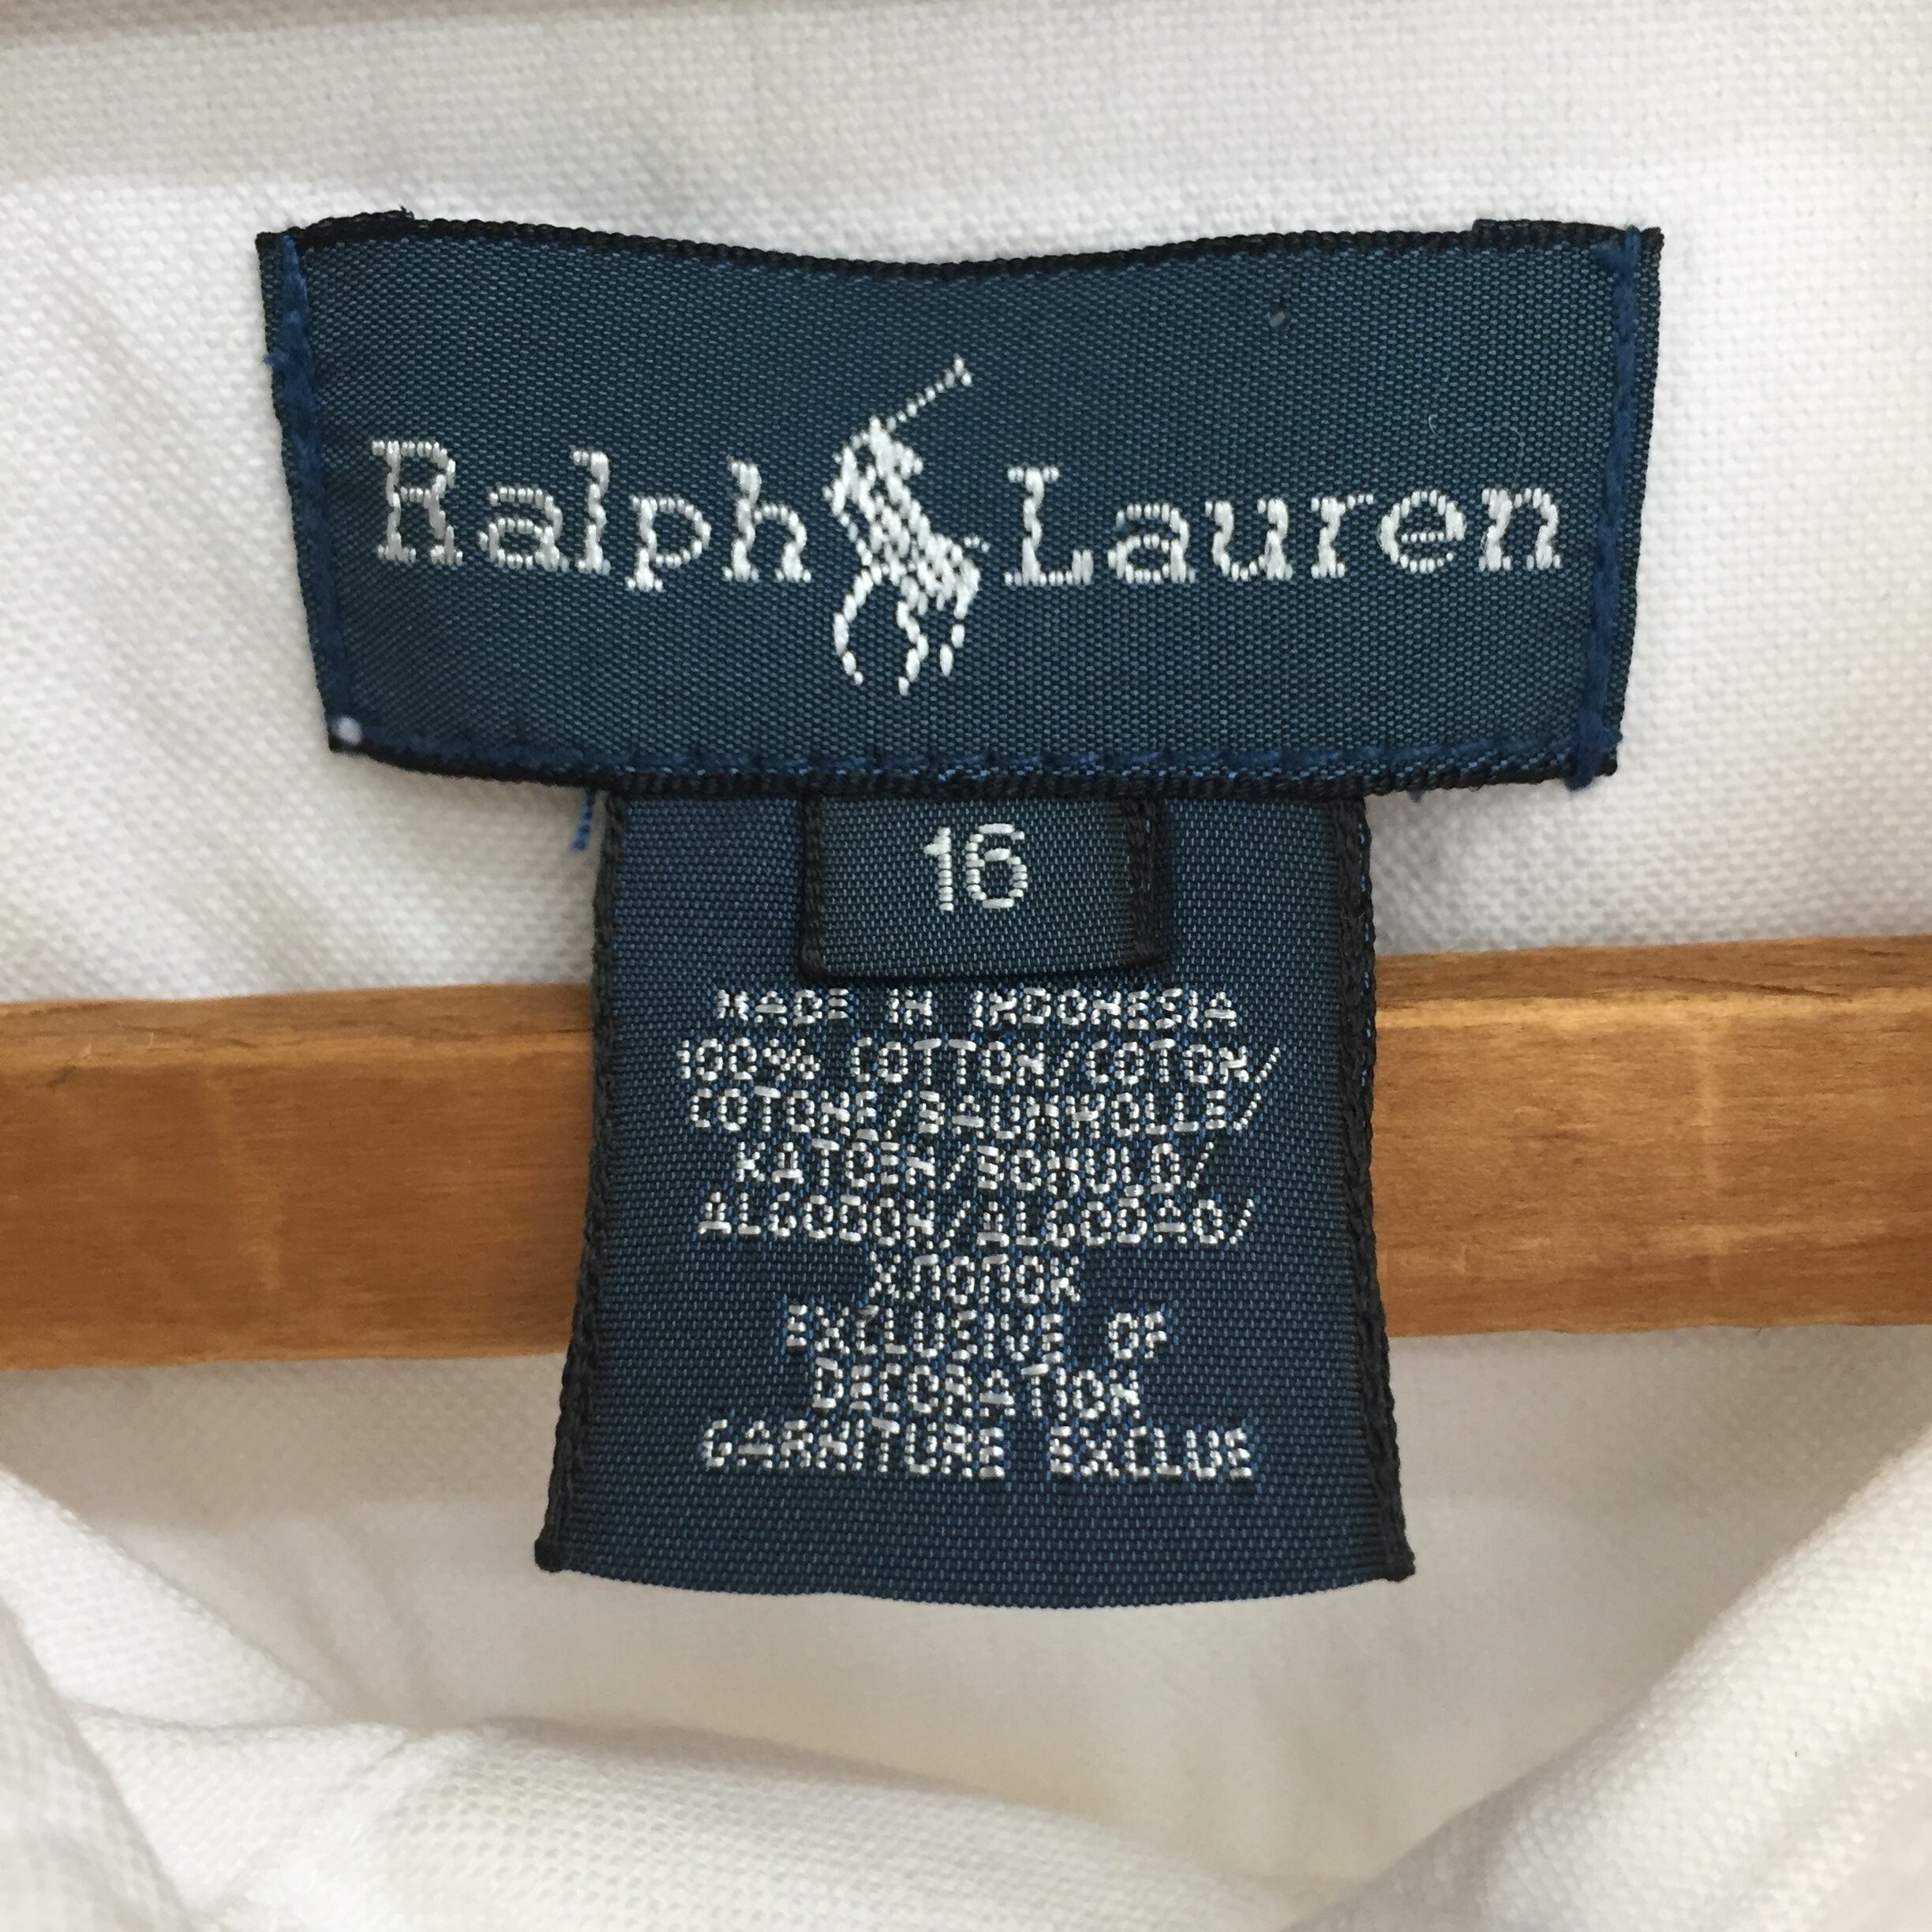 Ralph Lauren
16
MADE IN INDONESIA
100% COTTON/COTON/
COTONE/BAUMWOLLE/
KATOEN/BOMULD/
ALGODON/ALGODAO/
ХЛОПОК
EXCLUSIVE OF
DECORATION
GARNITURE EXCLUE